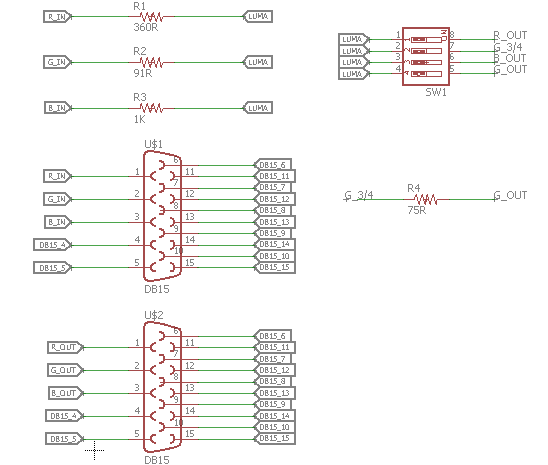 R1
R_IN
LUMA
360R
R2
G_IN
LUMA
91R
R3
B_IN
LUMA
1K
LUMA 1 8 R_OUT
LUMA 2 7 G_3/4
LUMA 3 6 B_OUT
LUMA 4 5 G_OUT
SW1
G_3/4
R4
75R
G_OUT
U$1
6 DB15_6
R_IN 1 11 DB15_11
7 DB15_7
G_IN 2 12 DB15_12
8 DB15_8
B_IN 3 13 DB15_13
9 DB15_9
DB15_4 4 14 DB15_14
10 DB15_10
DB15_5 5 15 DB15_15
DB15
U$2
6 DB15_6
R_OUT 1 11 DB15_11
7 DB15_7
G_OUT 2 12 DB15_12
8 DB15_8
B_OUT 3 13 DB15_13
9 DB15_9
DB15_4 4 14 DB15_14
10 DB15_10
DB15_5 5 15 DB15_15
DB15